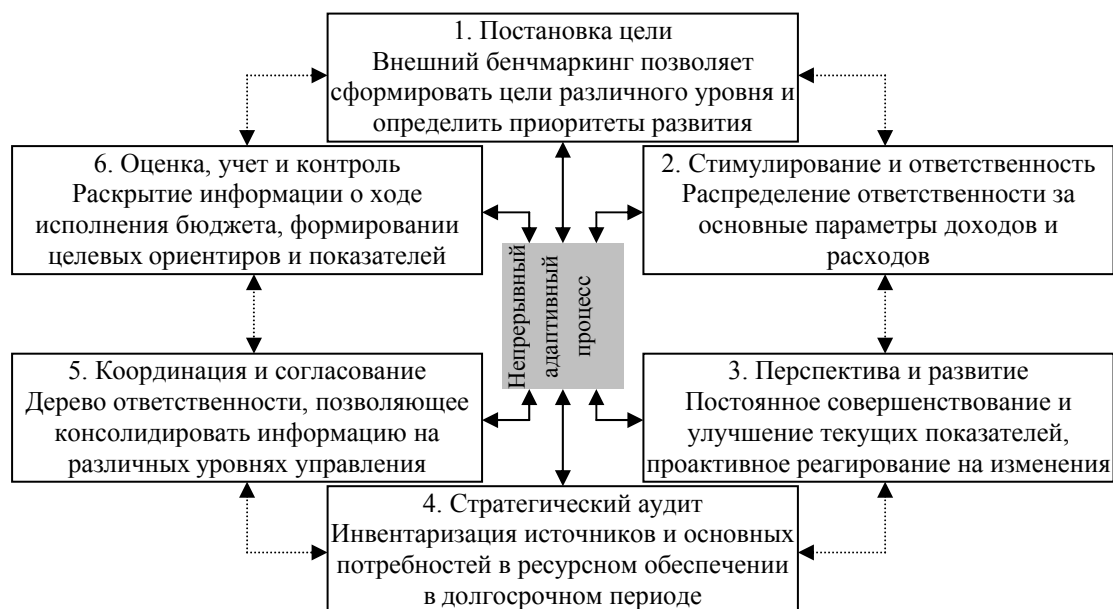 1. Постановка цели
Внешний бенчмаркинг позволяет
сформировать цели различного уровня и
определить приоритеты развития
6. Оценка, учет и контроль
Раскрытие информации о ходе
исполнения бюджета, формировании
целевых ориентиров и показателей
2. Стимулирование и ответственность
Распределение ответственности за
основные параметры доходов и
расходов
Непрерывный
адаптивный
процесс
5. Координация и согласование
Дерево ответственности, позволяющее
консолидировать информацию на
различных уровнях управления
3. Перспектива и развитие
Постоянное совершенствование и
улучшение текущих показателей,
проактивное реагирование на изменения
4. Стратегический аудит
Инвентаризация источников и основных
потребностей в ресурсном обеспечении
в долгосрочном периоде